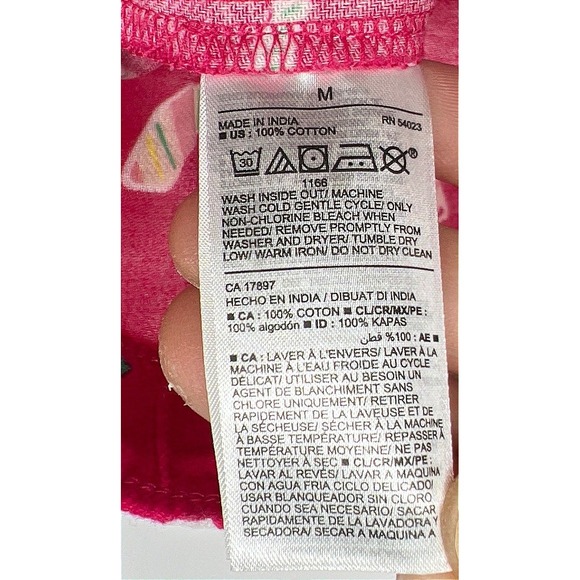 M
MADE IN INDIA RN 54023
■ US : 100% COTTON
30 ®
1166
WASH INSIDE OUT/ MACHINE
WASH COLD GENTLE CYCLE/ ONLY
NON-CHLORINE BLEACH WHEN
NEEDED/ REMOVE PROMPTLY FROM
WASHER AND DRYER/ TUMBLE DRY
LOW/ WARM IRON/ DO NOT DRY CLEAN
CA 17897
HECHO EN INDIA / DIBUAT DI INDIA
■ CA : 100% COTON ■ CL/CR/MX/PE :
100% algodón ■ ID : 100% KAPAS
■ AE : 100% قطن
■ CA : LAVER À L'ENVERS/ LAVER À LA
MACHINE À L'EAU FROIDE AU CYCLE
DÉLICAT/ UTILISER AU BESOIN UN
AGENT DE BLANCHIMENT SANS
CHLORE UNIQUEMENT/ RETIRER
RAPIDEMENT DE LA LAVEUSE ET DE
LA SÉCHEUSE/ SÉCHER À LA MACHINE
À BASSE TEMPÉRATURE/ REPASSER À
TEMPÉRATURE MOYENNE/ NE PAS
NETTOYER À SEC ■ CL/CR/MX/PE :
LAVAR AL REVÉS/ LAVAR A MAQUINA
CON AGUA FRIA CICLO DELICADO/
USAR BLANQUEADOR SIN CLORO
CUANDO SEA NECESARIO/ SACAR
RAPIDAMENTE DE LA LAVADORA Y
SECADORA/ SECAR A MAQUINA A